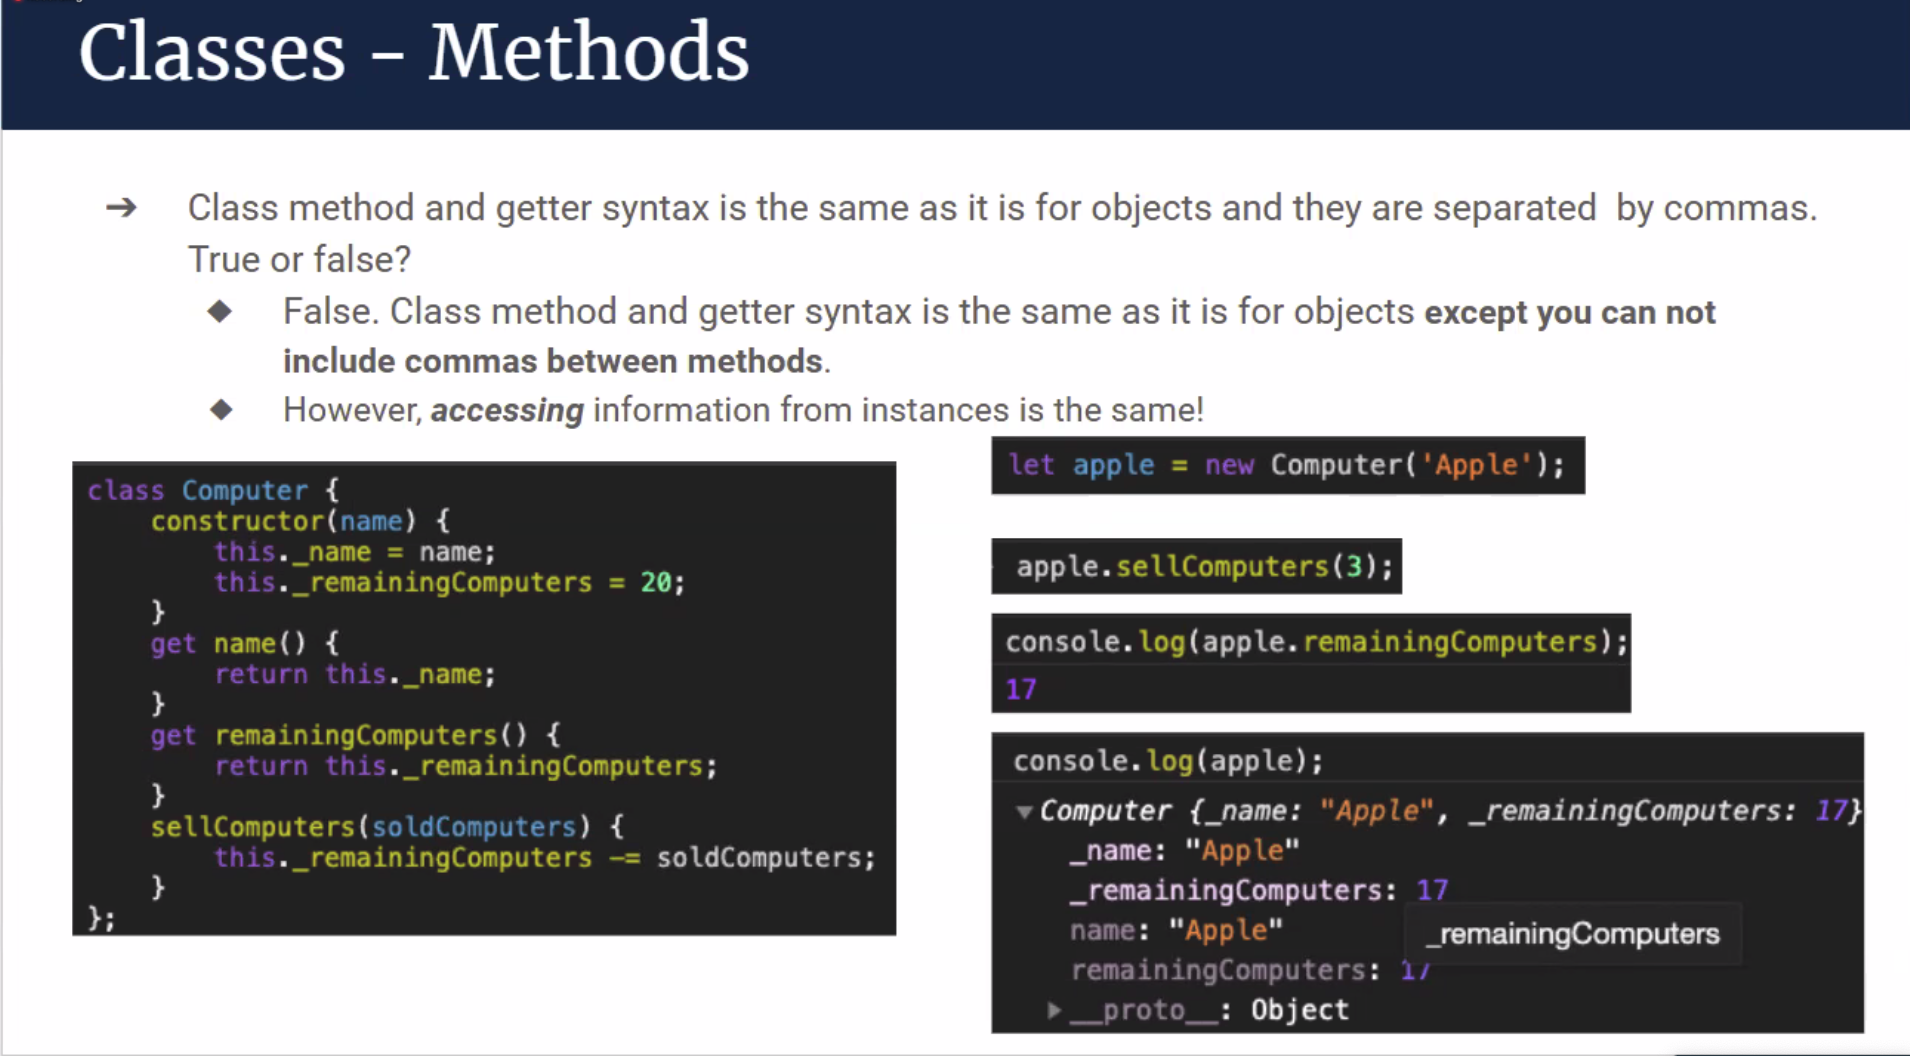 Classes - Methods
➔ Class method and getter syntax is the same as it is for objects and they are separated by commas.
True or false?
◆ False. Class method and getter syntax is the same as it is for objects except you can not
include commas between methods.
◆ However, accessing information from instances is the same!
class Computer {
constructor(name) {
this._name = name;
this._remainingComputers = 20;
}
get name() {
return this._name;
}
get remainingComputers() {
return this._remainingComputers;
}
sellComputers(soldComputers) {
this._remainingComputers -= soldComputers;
}
};
let apple = new Computer('Apple');
apple.sellComputers(3);
console.log(apple.remainingComputers);
17
console.log(apple);
▼Computer {_name: "Apple", _remainingComputers: 17}
_name: "Apple"
_remainingComputers: 17
name: "Apple"
_remainingComputers
remainingComputers: 17
▶__proto__: Object